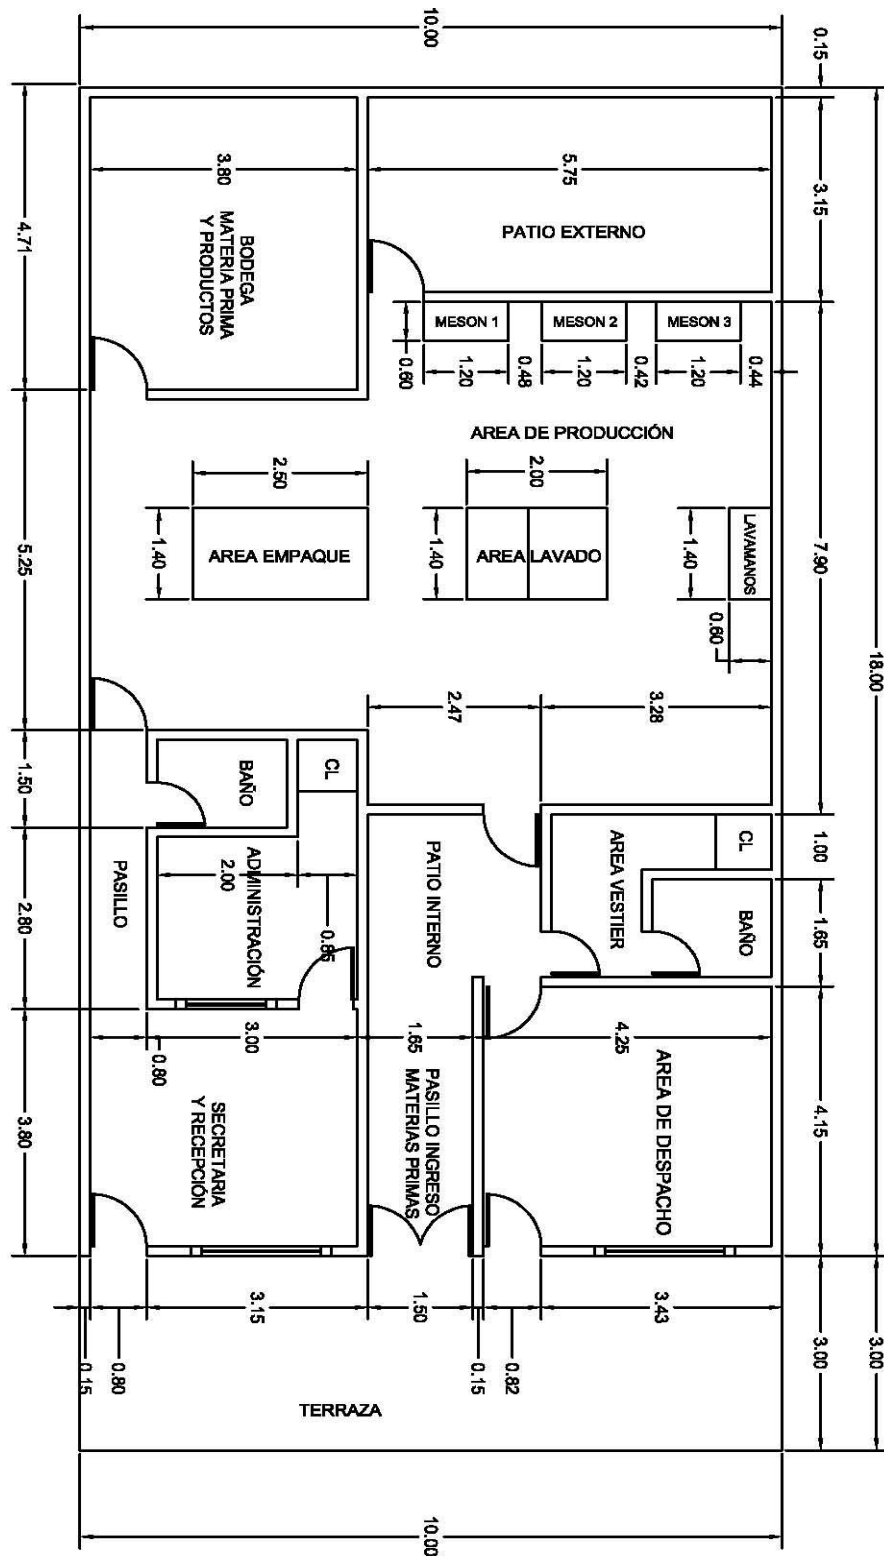 10.00
0.15
18.00
3.15
3.80
5.75
4.71
BODEGA
MATERIA PRIMA
Y PRODUCTOS
PATIO EXTERNO
MESON 1
MESON 2
MESON 3
0.60
1.20
0.48
1.20
0.42
1.20
0.44
AREA DE PRODUCCIÓN
2.50
2.00
5.25
1.40
AREA EMPAQUE
1.40
AREA LAVADO
1.40
LAVAMANOS
7.90
0.60
2.47
3.28
1.50
BAÑO
CL
PASILLO
ADMINISTRACIÓN
2.00
0.85
PATIO INTERNO
AREA VESTIER
CL
BAÑO
1.00
1.65
2.80
0.80
3.00
1.65
4.25
3.80
SECRETARIA
Y RECEPCIÓN
PASILLO INGRESO
MATERIAS PRIMAS
AREA DE DESPACHO
4.15
3.15
1.50
3.43
0.15
0.80
0.15
0.82
3.00
3.00
TERRAZA
10.00